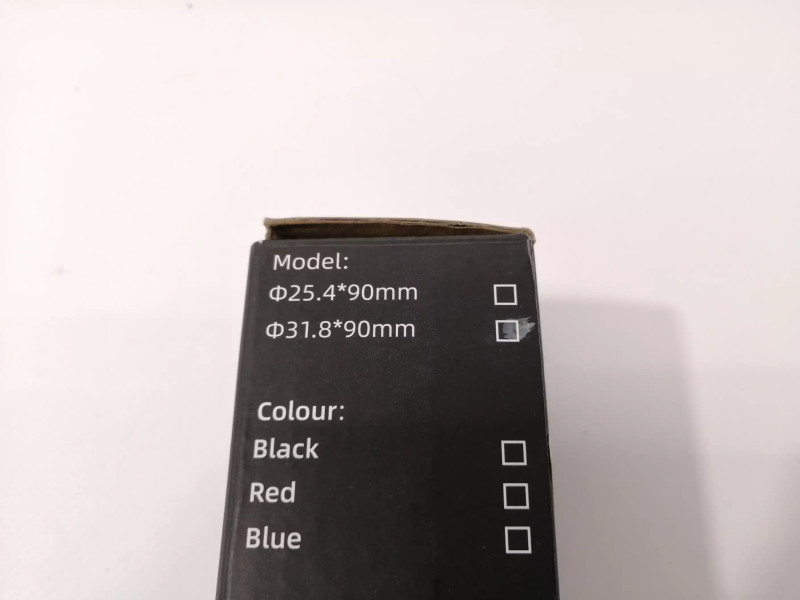 Model:
Φ25.4*90mm
Φ31.8*90mm
Colour:
Black
Red
Blue